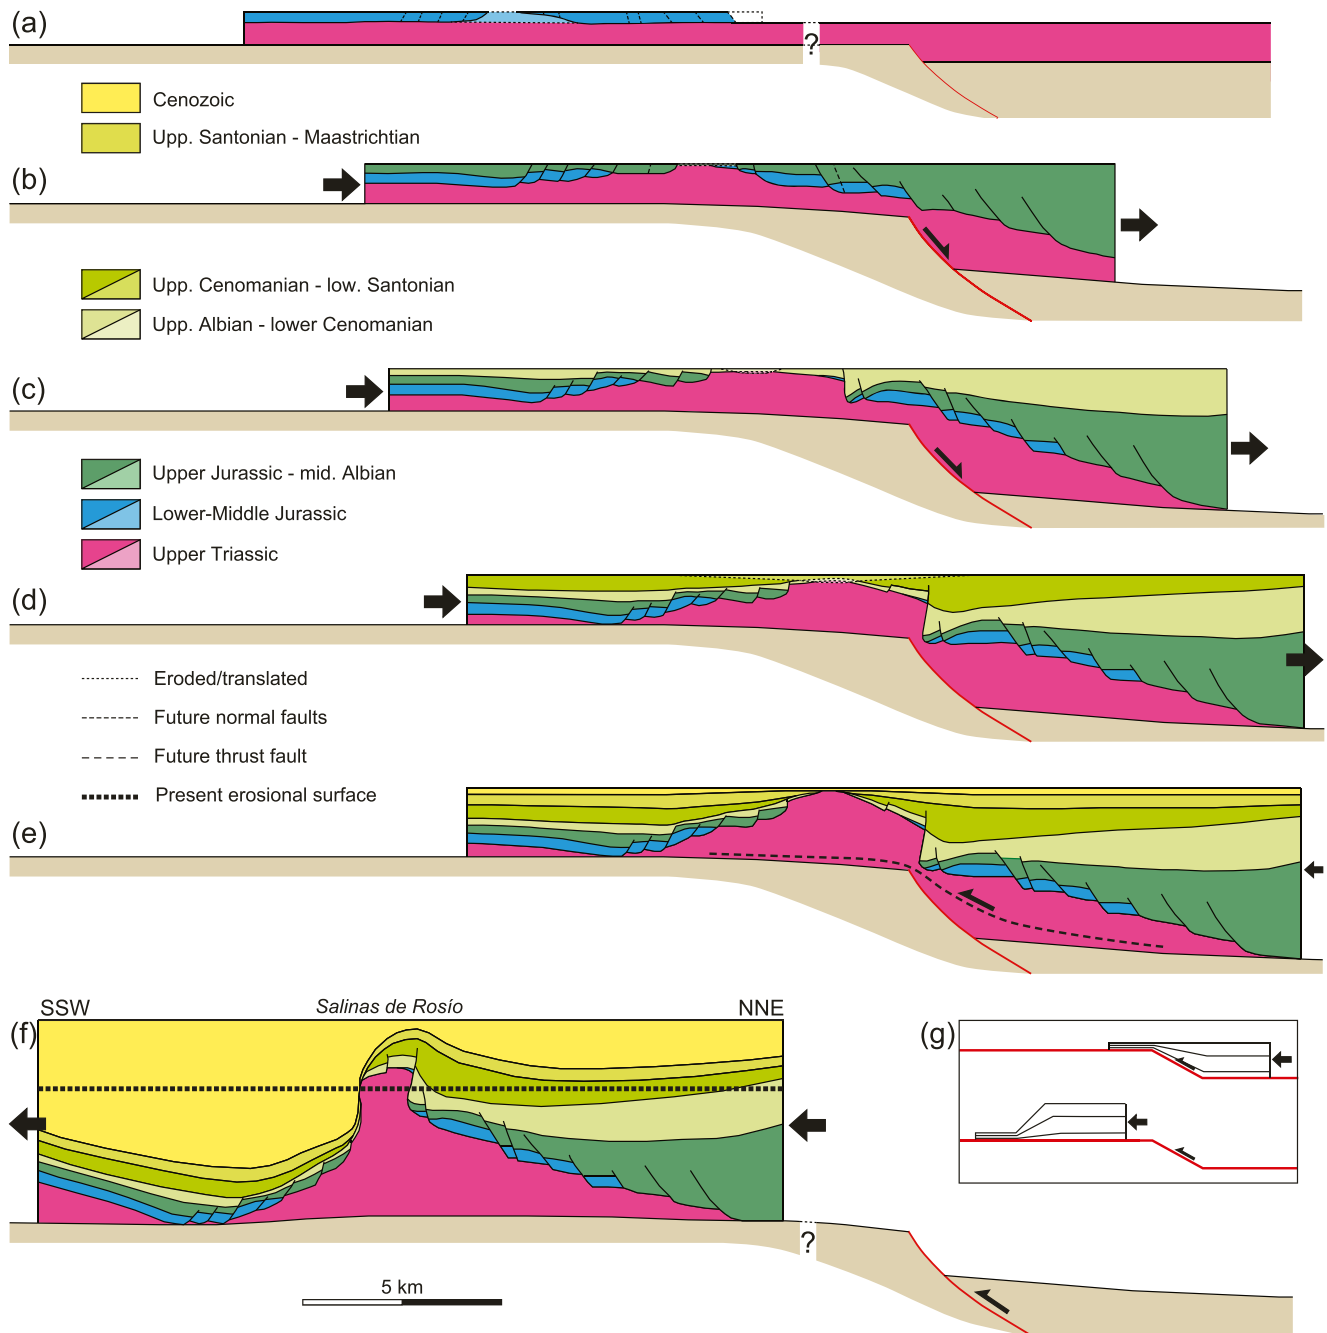 (a)
?
Cenozoic
Upp. Santonian - Maastrichtian
(b)
Upp. Cenomanian - low. Santonian
Upp. Albian - lower Cenomanian
(c)
Upper Jurassic - mid. Albian
Lower-Middle Jurassic
Upper Triassic
(d)
Eroded/translated
Future normal faults
Future thrust fault
Present erosional surface
(e)
SSW
Salinas de Rosío
NNE
(f)
(g)
?
5 km